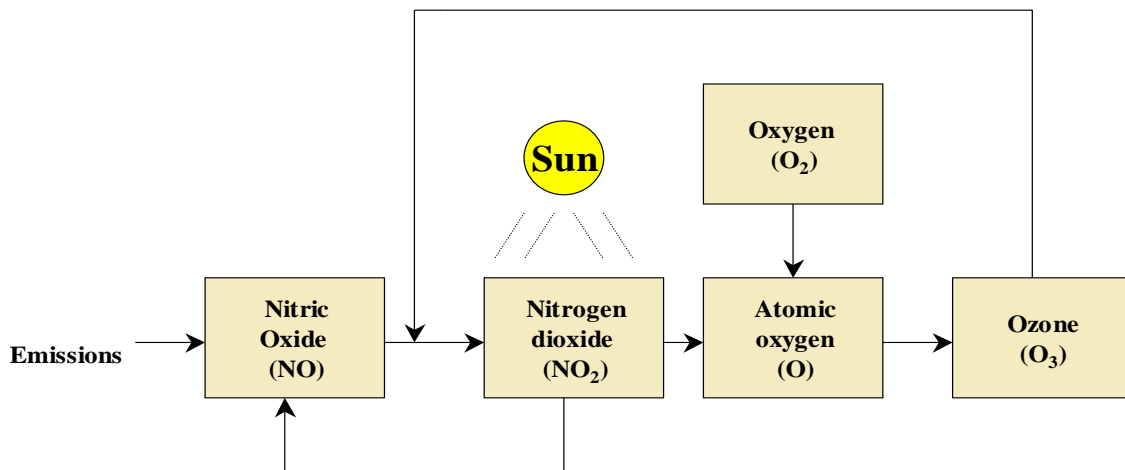 Sun
Oxygen
(O₂)
Emissions
Nitric
Oxide
(NO)
Nitrogen
dioxide
(NO₂)
Atomic
oxygen
(O)
Ozone
(O₃)